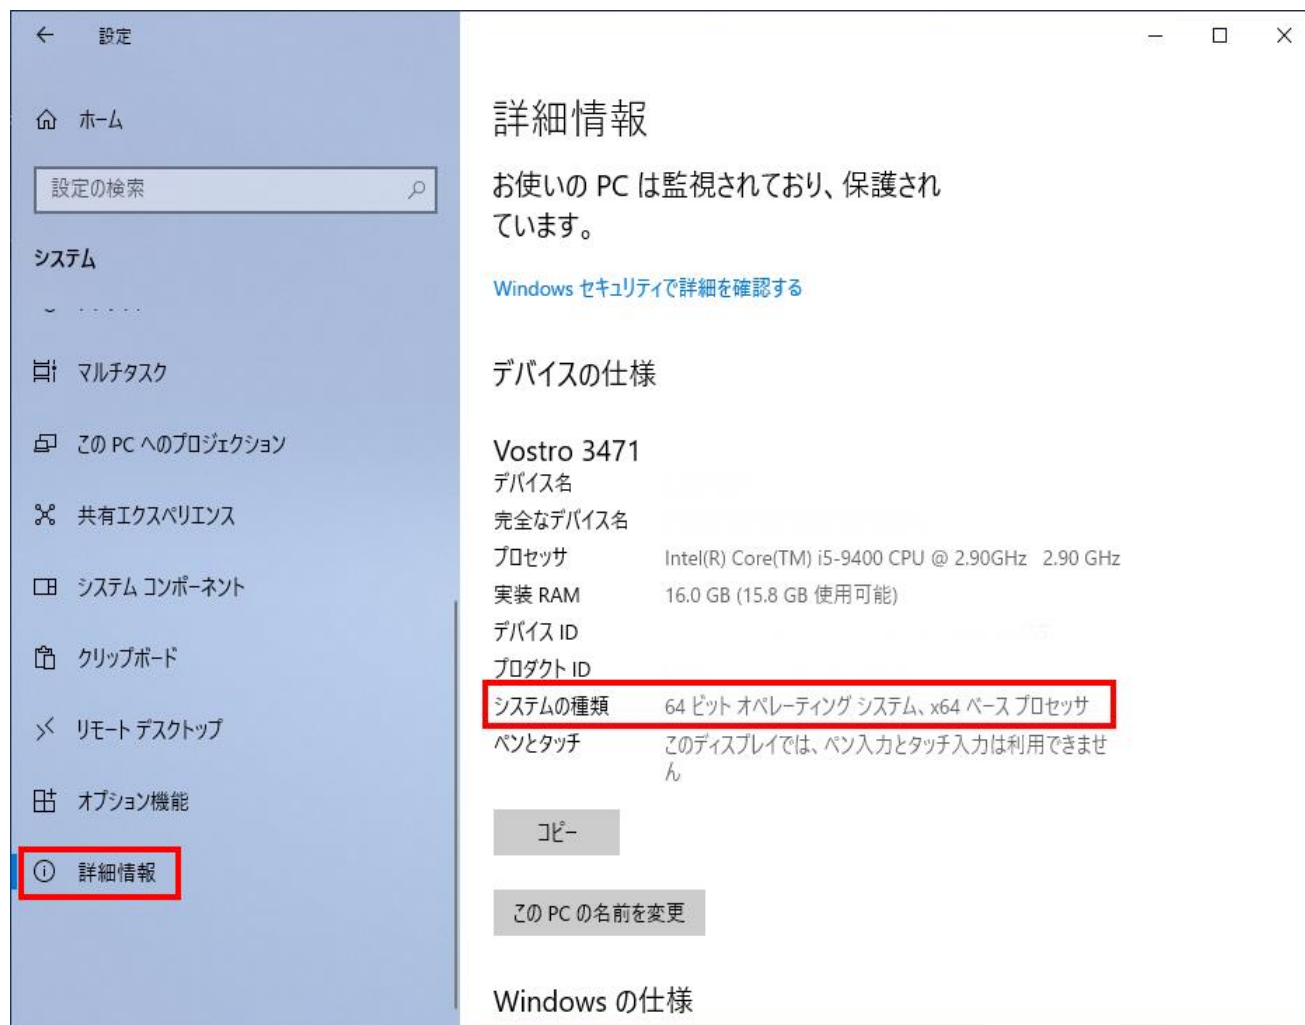 設定
ホーム
設定の検索
システム
マルチタスク
この PC へのプロジェクション
共有エクスペリエンス
システム コンポーネント
クリップボード
リモート デスクトップ
オプション機能
詳細情報
詳細情報
お使いの PC は監視されており、保護され
ています。
Windows セキュリティで詳細を確認する
デバイスの仕様
Vostro 3471
デバイス名
完全なデバイス名
プロセッサ Intel(R) Core(TM) i5-9400 CPU @ 2.90GHz 2.90 GHz
実装 RAM 16.0 GB (15.8 GB 使用可能)
デバイス ID
プロダクト ID
システムの種類 64 ビット オペレーティング システム、x64 ベース プロセッサ
ペンとタッチ このディスプレイでは、ペン入力とタッチ入力は利用できませ
ん
コピー
この PC の名前を変更
Windows の仕様